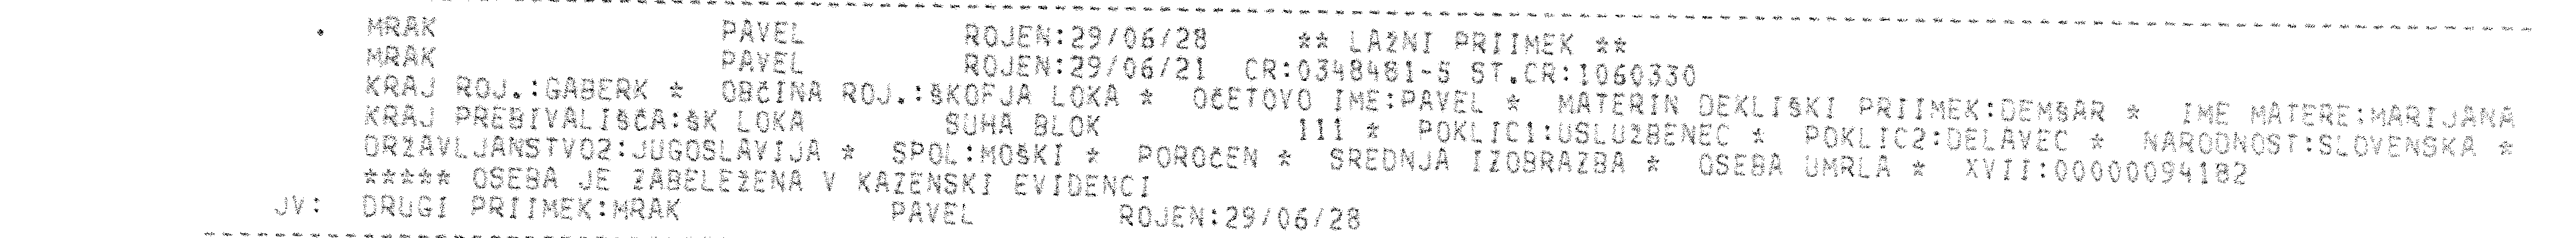 . MRAK PAVEL ROJEN:29/06/28 ** LAŽNI PRIIMEK **
MRAK PAVEL ROJEN:29/06/21 CR:0348481-5 ST.CR:1060330
KRAJ ROJ.:GABERK * OBČINA ROJ.:ŠKOFJA LOKA * OČETOVO IME:PAVEL * MATERIN DEKLIŠKI PRIIMEK:DEMŠAR * IME MATERE:MARIJANA
KRAJ PREBIVALIŠČA:ŠK LOKA SUHA BLOK 111 * POKLIC1:USLUŽBENEC * POKLIC2:DELAVEC * NARODNOST:SLOVENSKA *
DRŽAVLJANSTVO2:JUGOSLAVIJA * SPOL:MOŠKI * POROČEN * SREDNJA IZOBRAZBA * OSEBA UMRLA * XVII:00000094182
***** OSEBA JE ZABELEŽENA V KAZENSKI EVIDENCI
JV: DRUGI PRIIMEK:MRAK PAVEL ROJEN:29/06/28